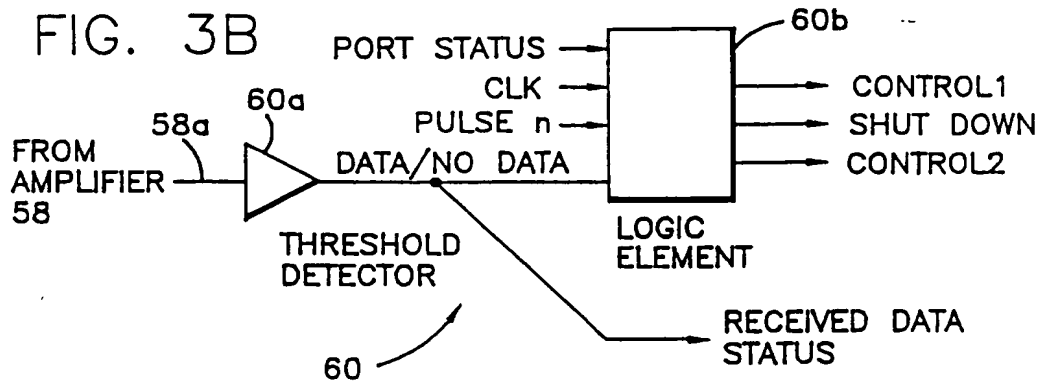 FIG. 3B
60b
PORT STATUS
CLK
PULSE n
CONTROL1
SHUT DOWN
CONTROL2
60a
58a
FROM
AMPLIFIER
58
DATA/NO DATA
THRESHOLD
DETECTOR
LOGIC
ELEMENT
60
RECEIVED DATA
STATUS